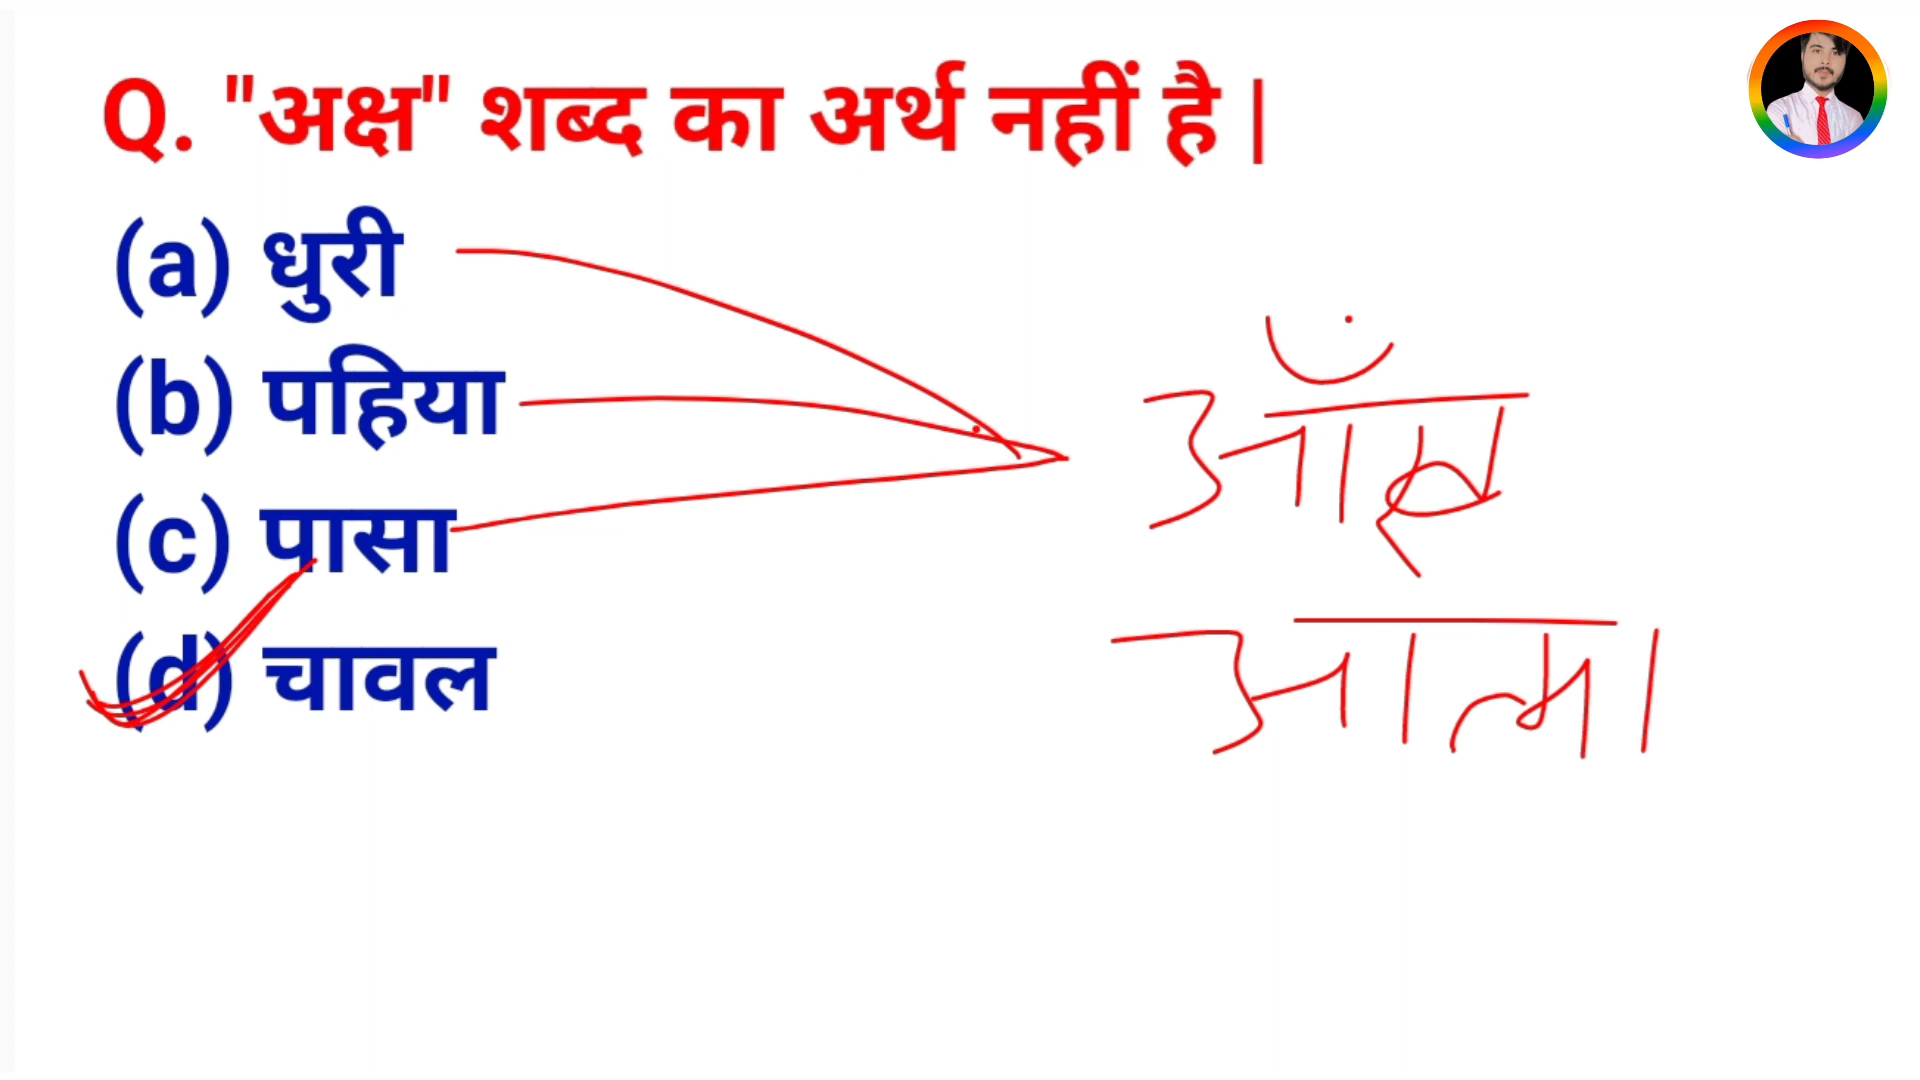 Q. "अक्ष" शब्द का अर्थ नहीं है |
(a) धुरी
(b) पहिया
(c) पासा
(d) चावल
आँख
आत्मा